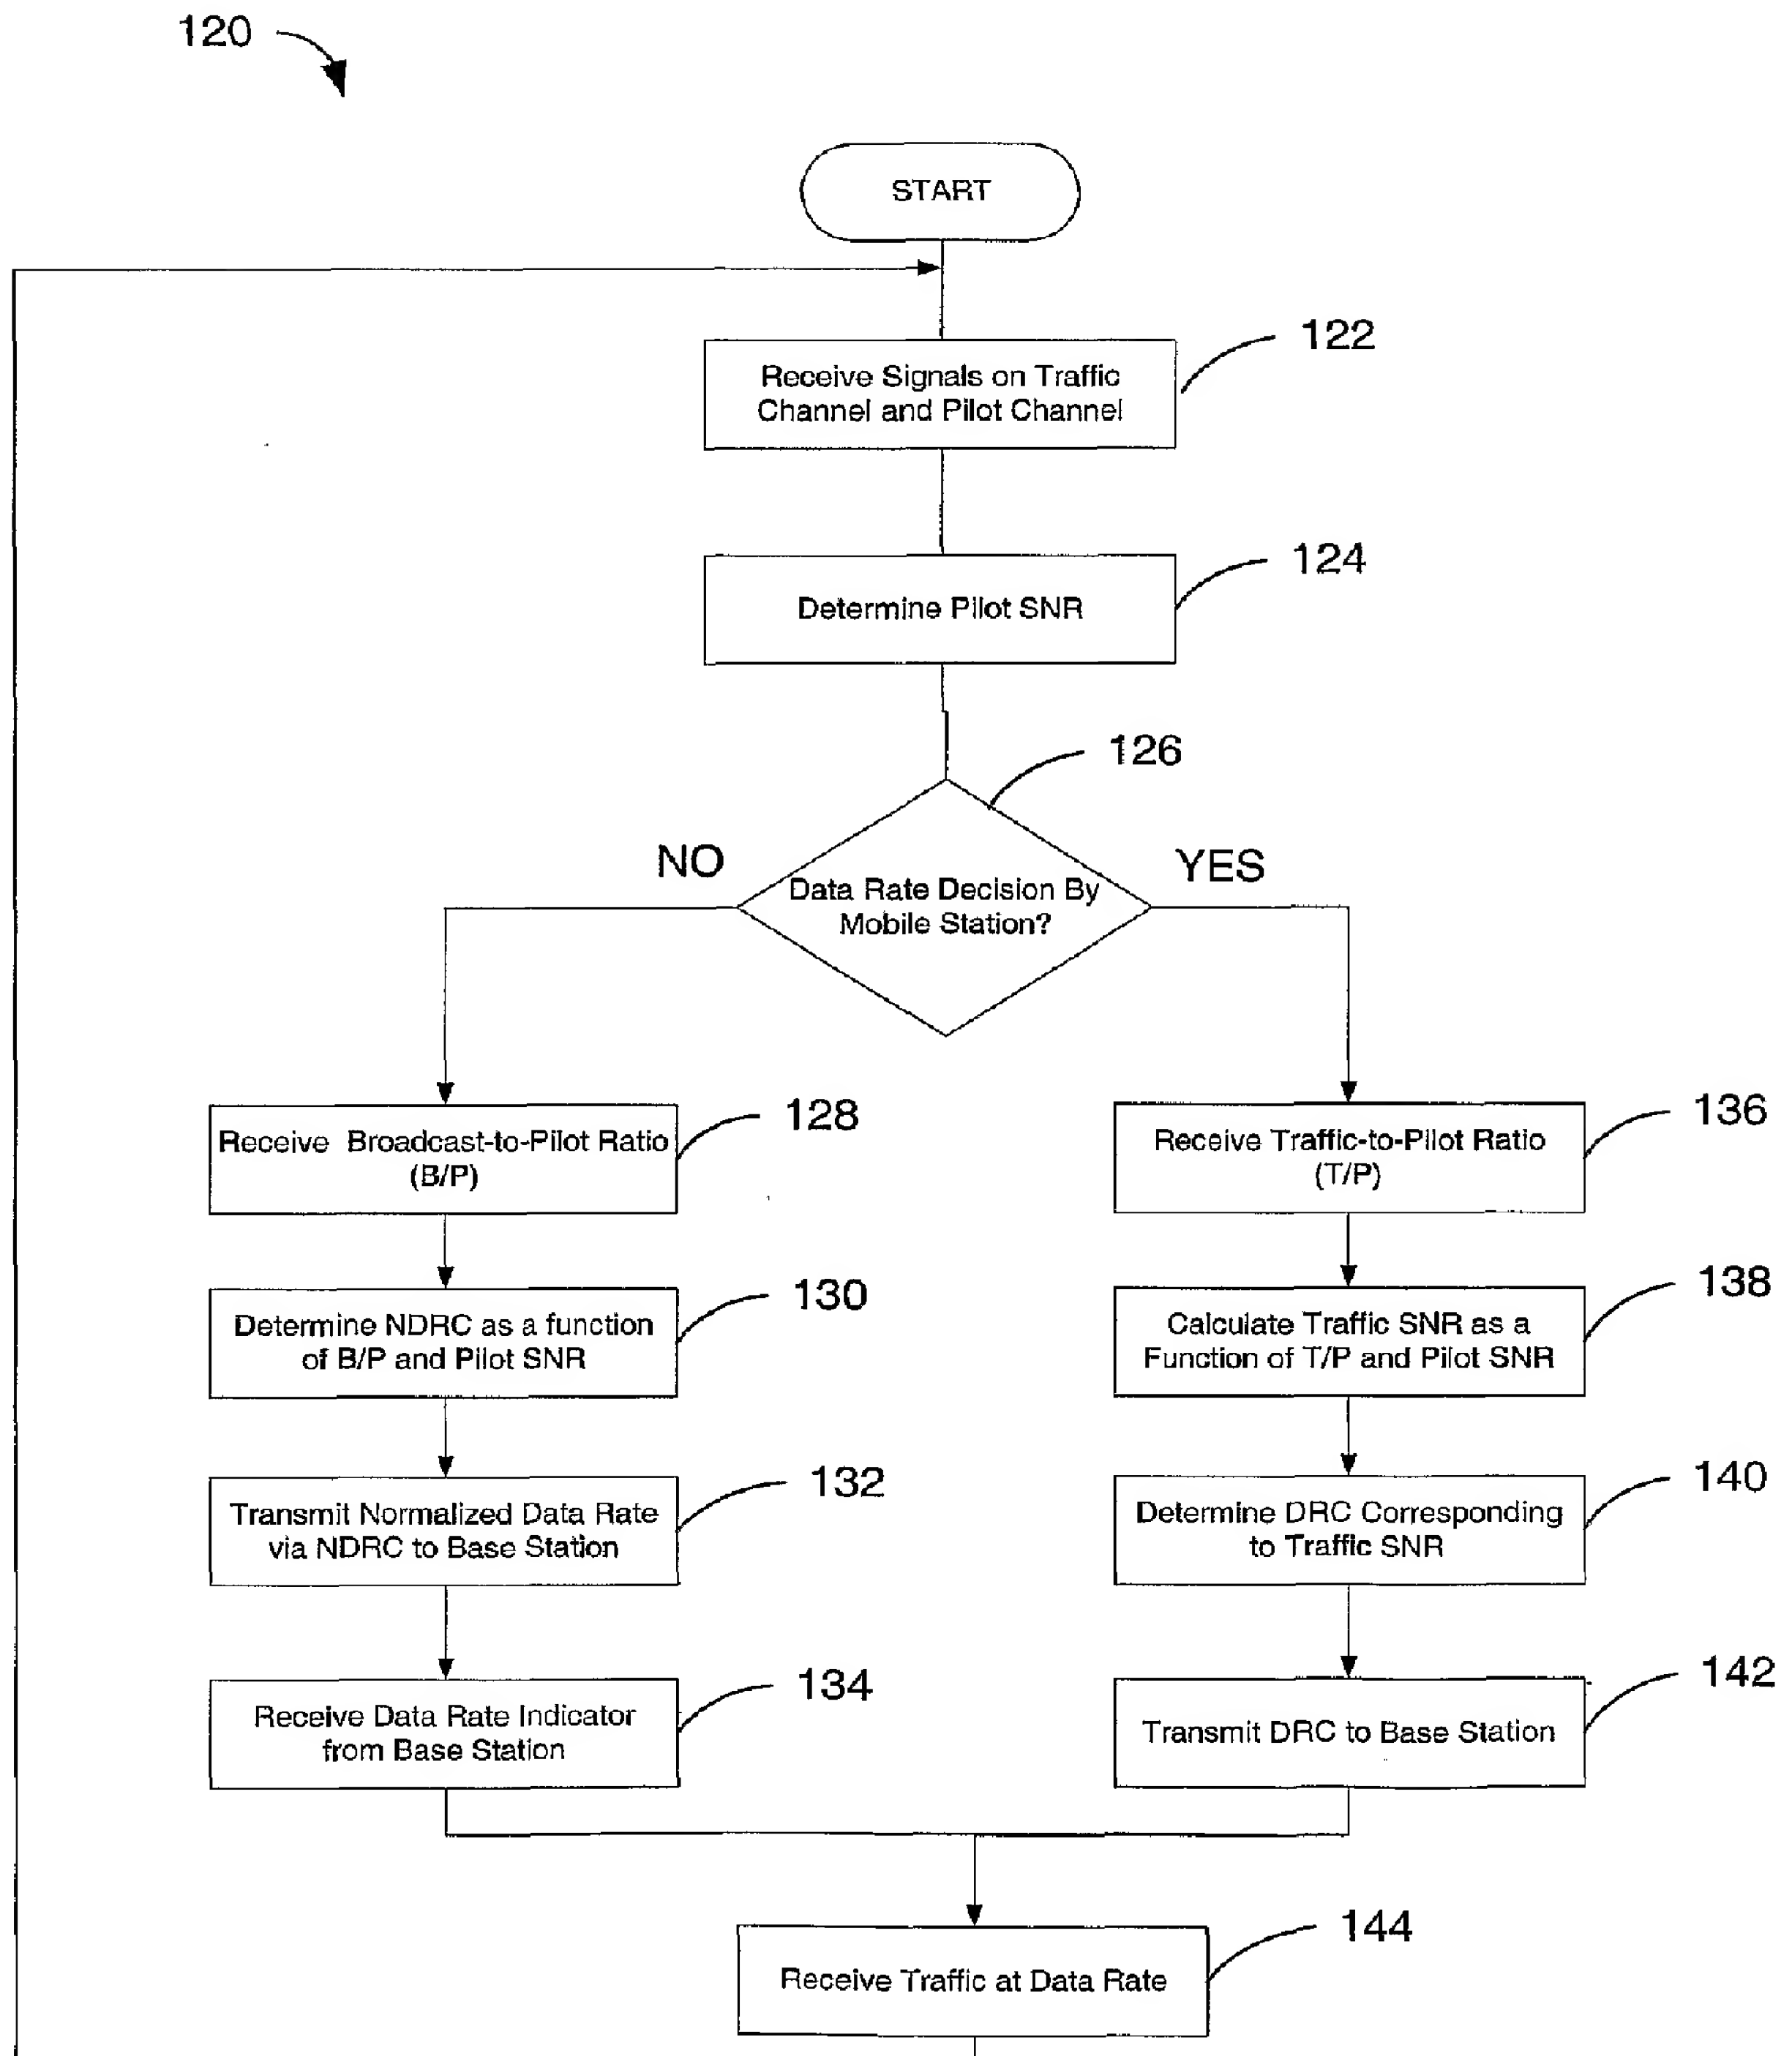 120
START
122
Receive Signals on Traffic
Channel and Pilot Channel
124
Determine Pilot SNR
126
NO
YES
Data Rate Decision By
Mobile Station?
128
Receive Broadcast-to-Pilot Ratio
(B/P)
136
Receive Traffic-to-Pilot Ratio
(T/P)
130
Determine NDRC as a function
of B/P and Pilot SNR
138
Calculate Traffic SNR as a
Function of T/P and Pilot SNR
132
Transmit Normalized Data Rate
via NDRC to Base Station
140
Determine DRC Corresponding
to Traffic SNR
134
Receive Data Rate Indicator
from Base Station
142
Transmit DRC to Base Station
144
Receive Traffic at Data Rate